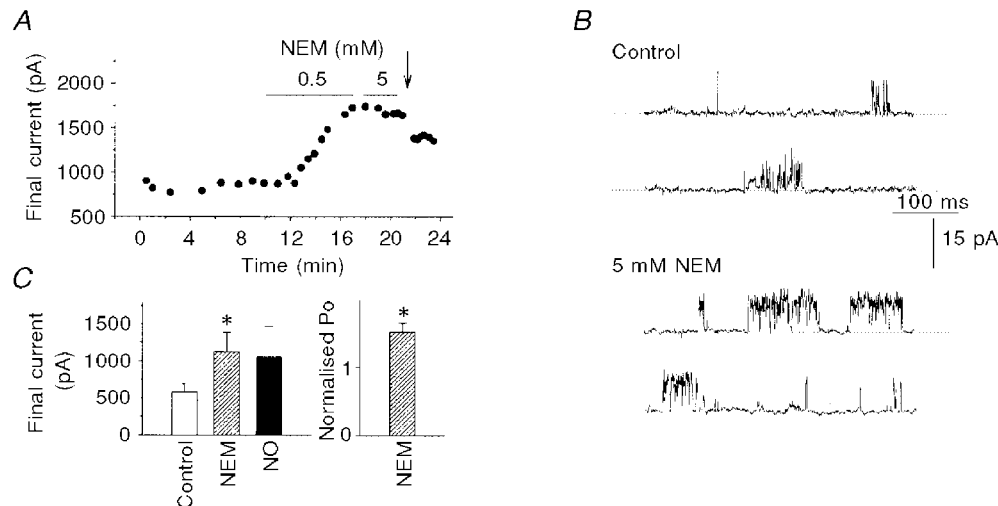 A
NEM (mM)
0.5 5
Final current (pA)
2000
1500
1000
500
0 4 8 12 16 20 24
Time (min)
B
Control
100 ms
15 pA
5 mM NEM
C
Final current
(pA)
1500
1000
500
0
Control
NEM
NO
*
Normalised Po
1
0
NEM
*